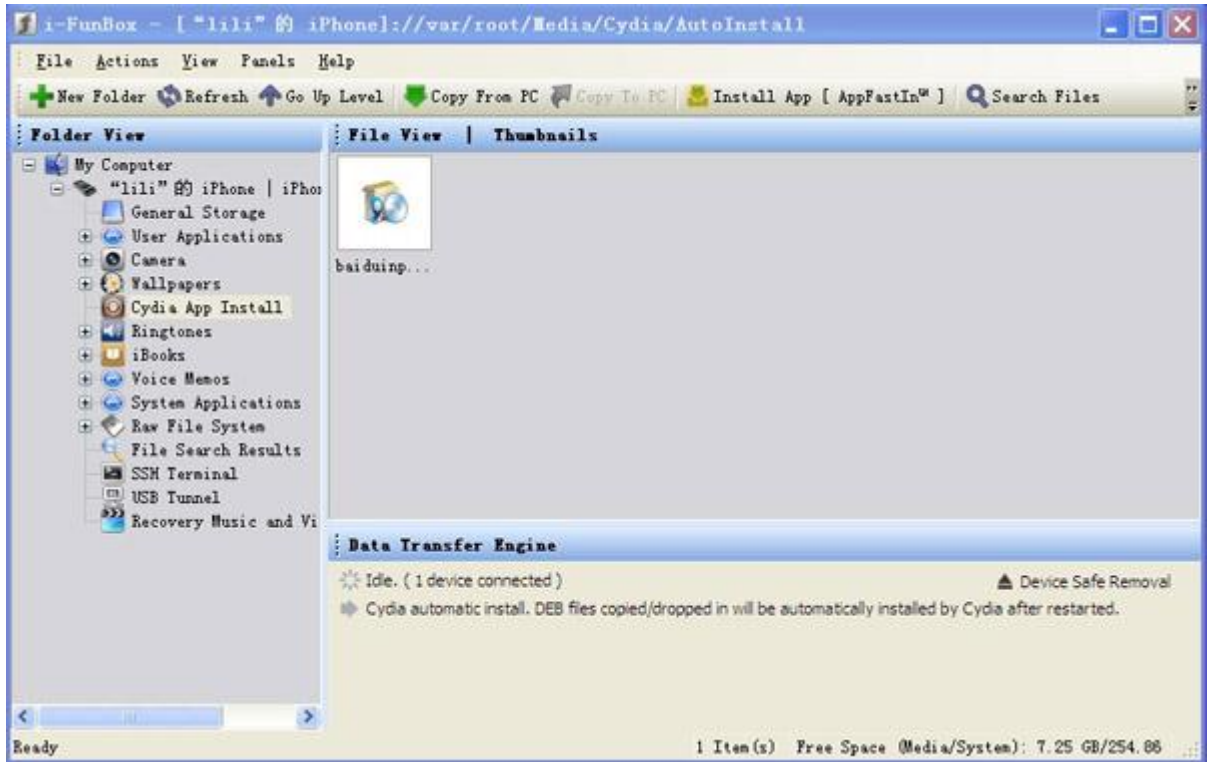 i-FunBox - [“lili”的 iPhone]://var/root/Media/Cydia/AutoInstall
File Actions View Panels Help
New Folder Refresh Go Up Level Copy From PC Copy To PC Install App [ AppFastIn ] Search Files
Folder View
My Computer
“lili”的 iPhone | iPhon
General Storage
User Applications
Camera
Wallpapers
Cydia App Install
Ringtones
iBooks
Voice Memos
System Applications
Raw File System
File Search Results
SSH Terminal
USB Tunnel
Recovery Music and Vi
File View | Thumbnails
baiduinp...
Data Transfer Engine
Idle. ( 1 device connected )
Device Safe Removal
Cydia automatic install. DEB files copied/dropped in will be automatically installed by Cydia after restarted.
Ready
1 Item(s) Free Space (Media/System): 7.25 GB/254.86